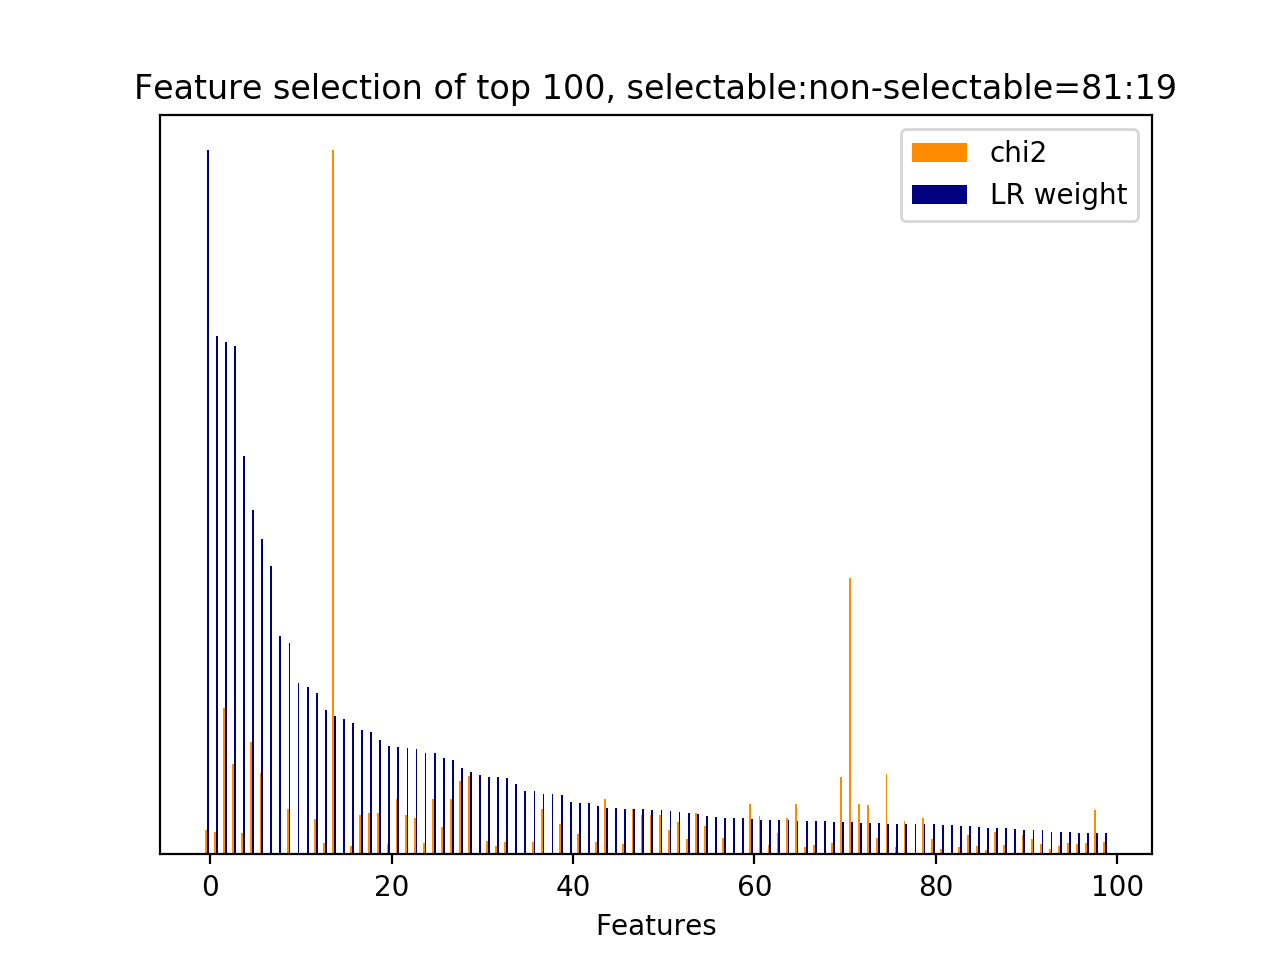 Feature selection of top 100, selectable:non-selectable=81:19
chi2
LR weight
0 20 40 60 80 100
Features